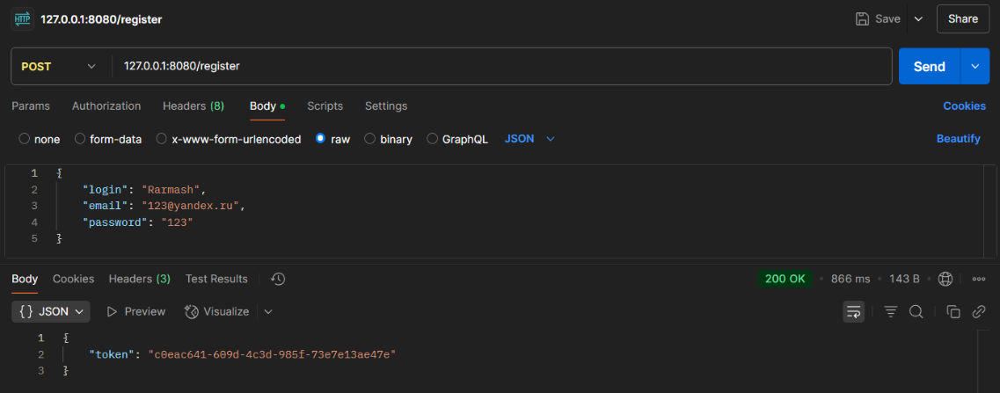 HTTP 127.0.0.1:8080/register Save Share
POST 127.0.0.1:8080/register Send
Params Authorization Headers (8) Body Scripts Settings Cookies
none form-data x-www-form-urlencoded raw binary GraphQL JSON Beautify
1 {
2 "login": "Rarmash",
3 "email": "123@yandex.ru",
4 "password": "123"
5 }
Body Cookies Headers (3) Test Results 200 OK • 866 ms • 143 B
{} JSON Preview Visualize
1 {
2 "token": "c0eac641-609d-4c3d-985f-73e7e13ae47e"
3 }